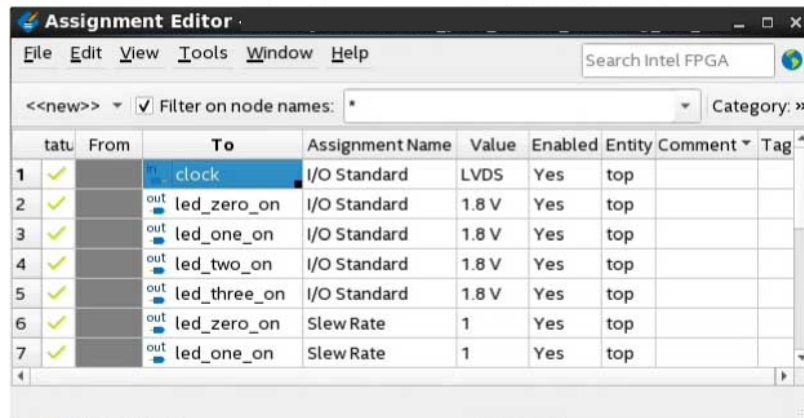 Assignment Editor
File Edit View Tools Window Help
Search Intel FPGA
<<new>> Filter on node names: * Category: »
tatu From To Assignment Name Value Enabled Entity Comment Tag
1 in clock I/O Standard LVDS Yes top
2 out led_zero_on I/O Standard 1.8 V Yes top
3 out led_one_on I/O Standard 1.8 V Yes top
4 out led_two_on I/O Standard 1.8 V Yes top
5 out led_three_on I/O Standard 1.8 V Yes top
6 out led_zero_on Slew Rate 1 Yes top
7 out led_one_on Slew Rate 1 Yes top